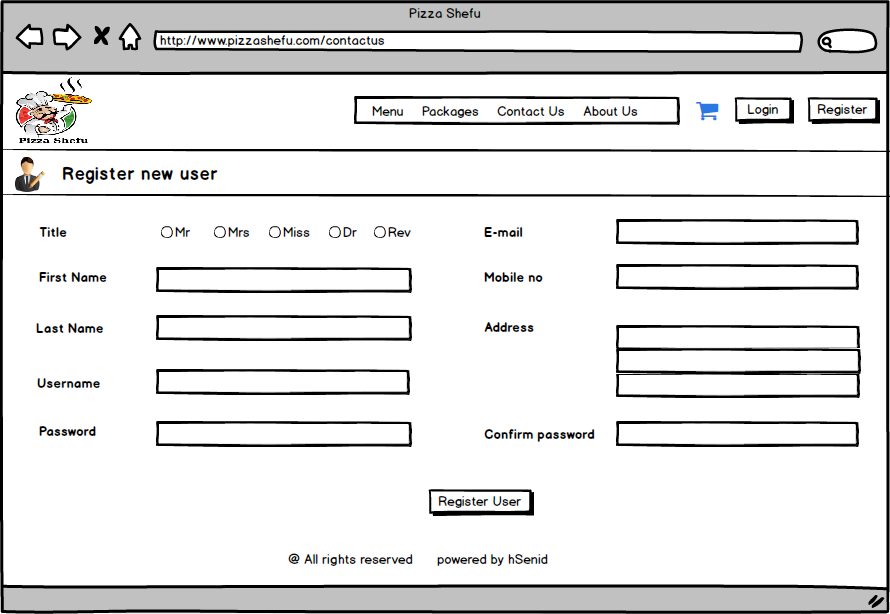 Pizza Shefu
http://www.pizzashefu.com/contactus
Pizza Shefu
Menu Packages Contact Us About Us Login Register
Register new user
Title Mr Mrs Miss Dr Rev E-mail
First Name Mobile no
Last Name Address
Username
Password Confirm password
Register User
@ All rights reserved powered by hSenid